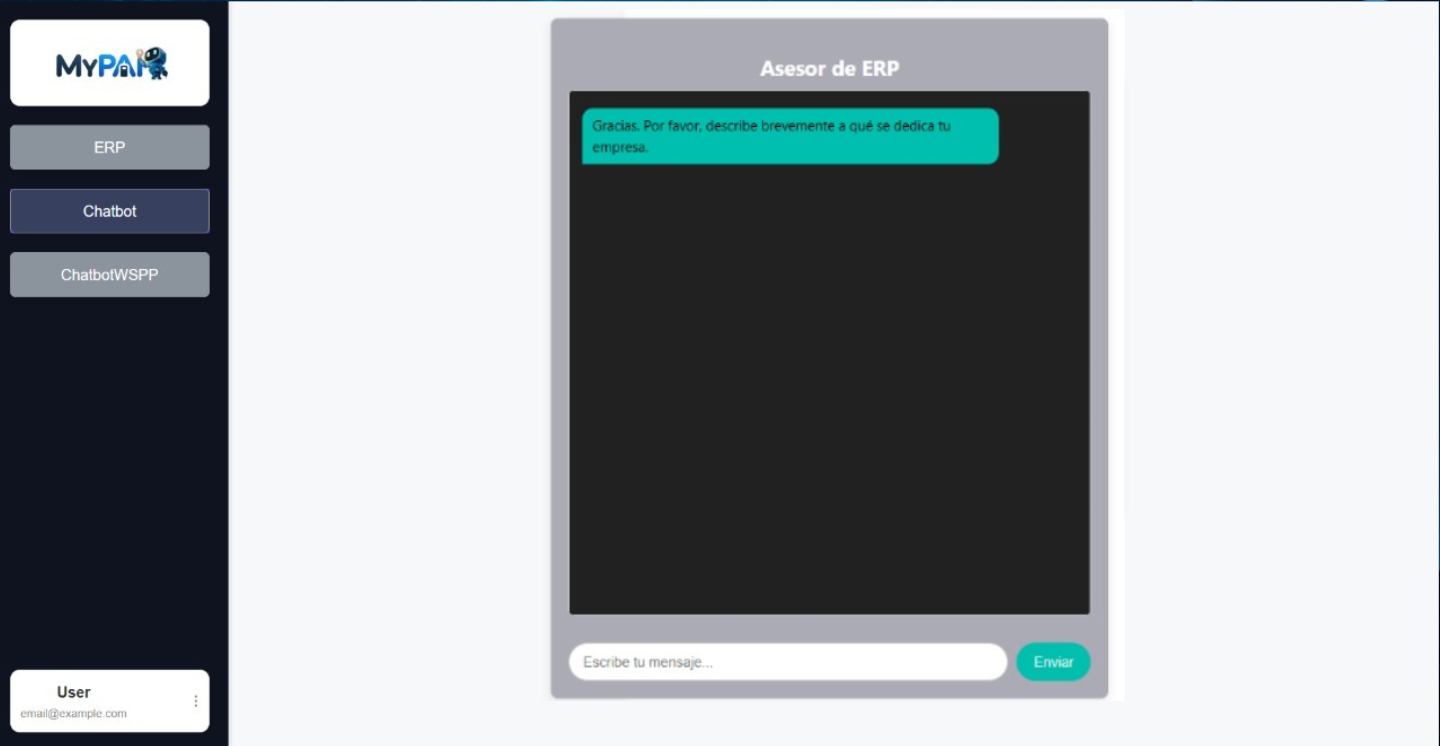 MYPAI
ERP
Chatbot
ChatbotWSPP
User
email@example.com
Asesor de ERP
Gracias. Por favor, describe brevemente a qué se dedica tu
empresa.
Escribe tu mensaje...
Enviar